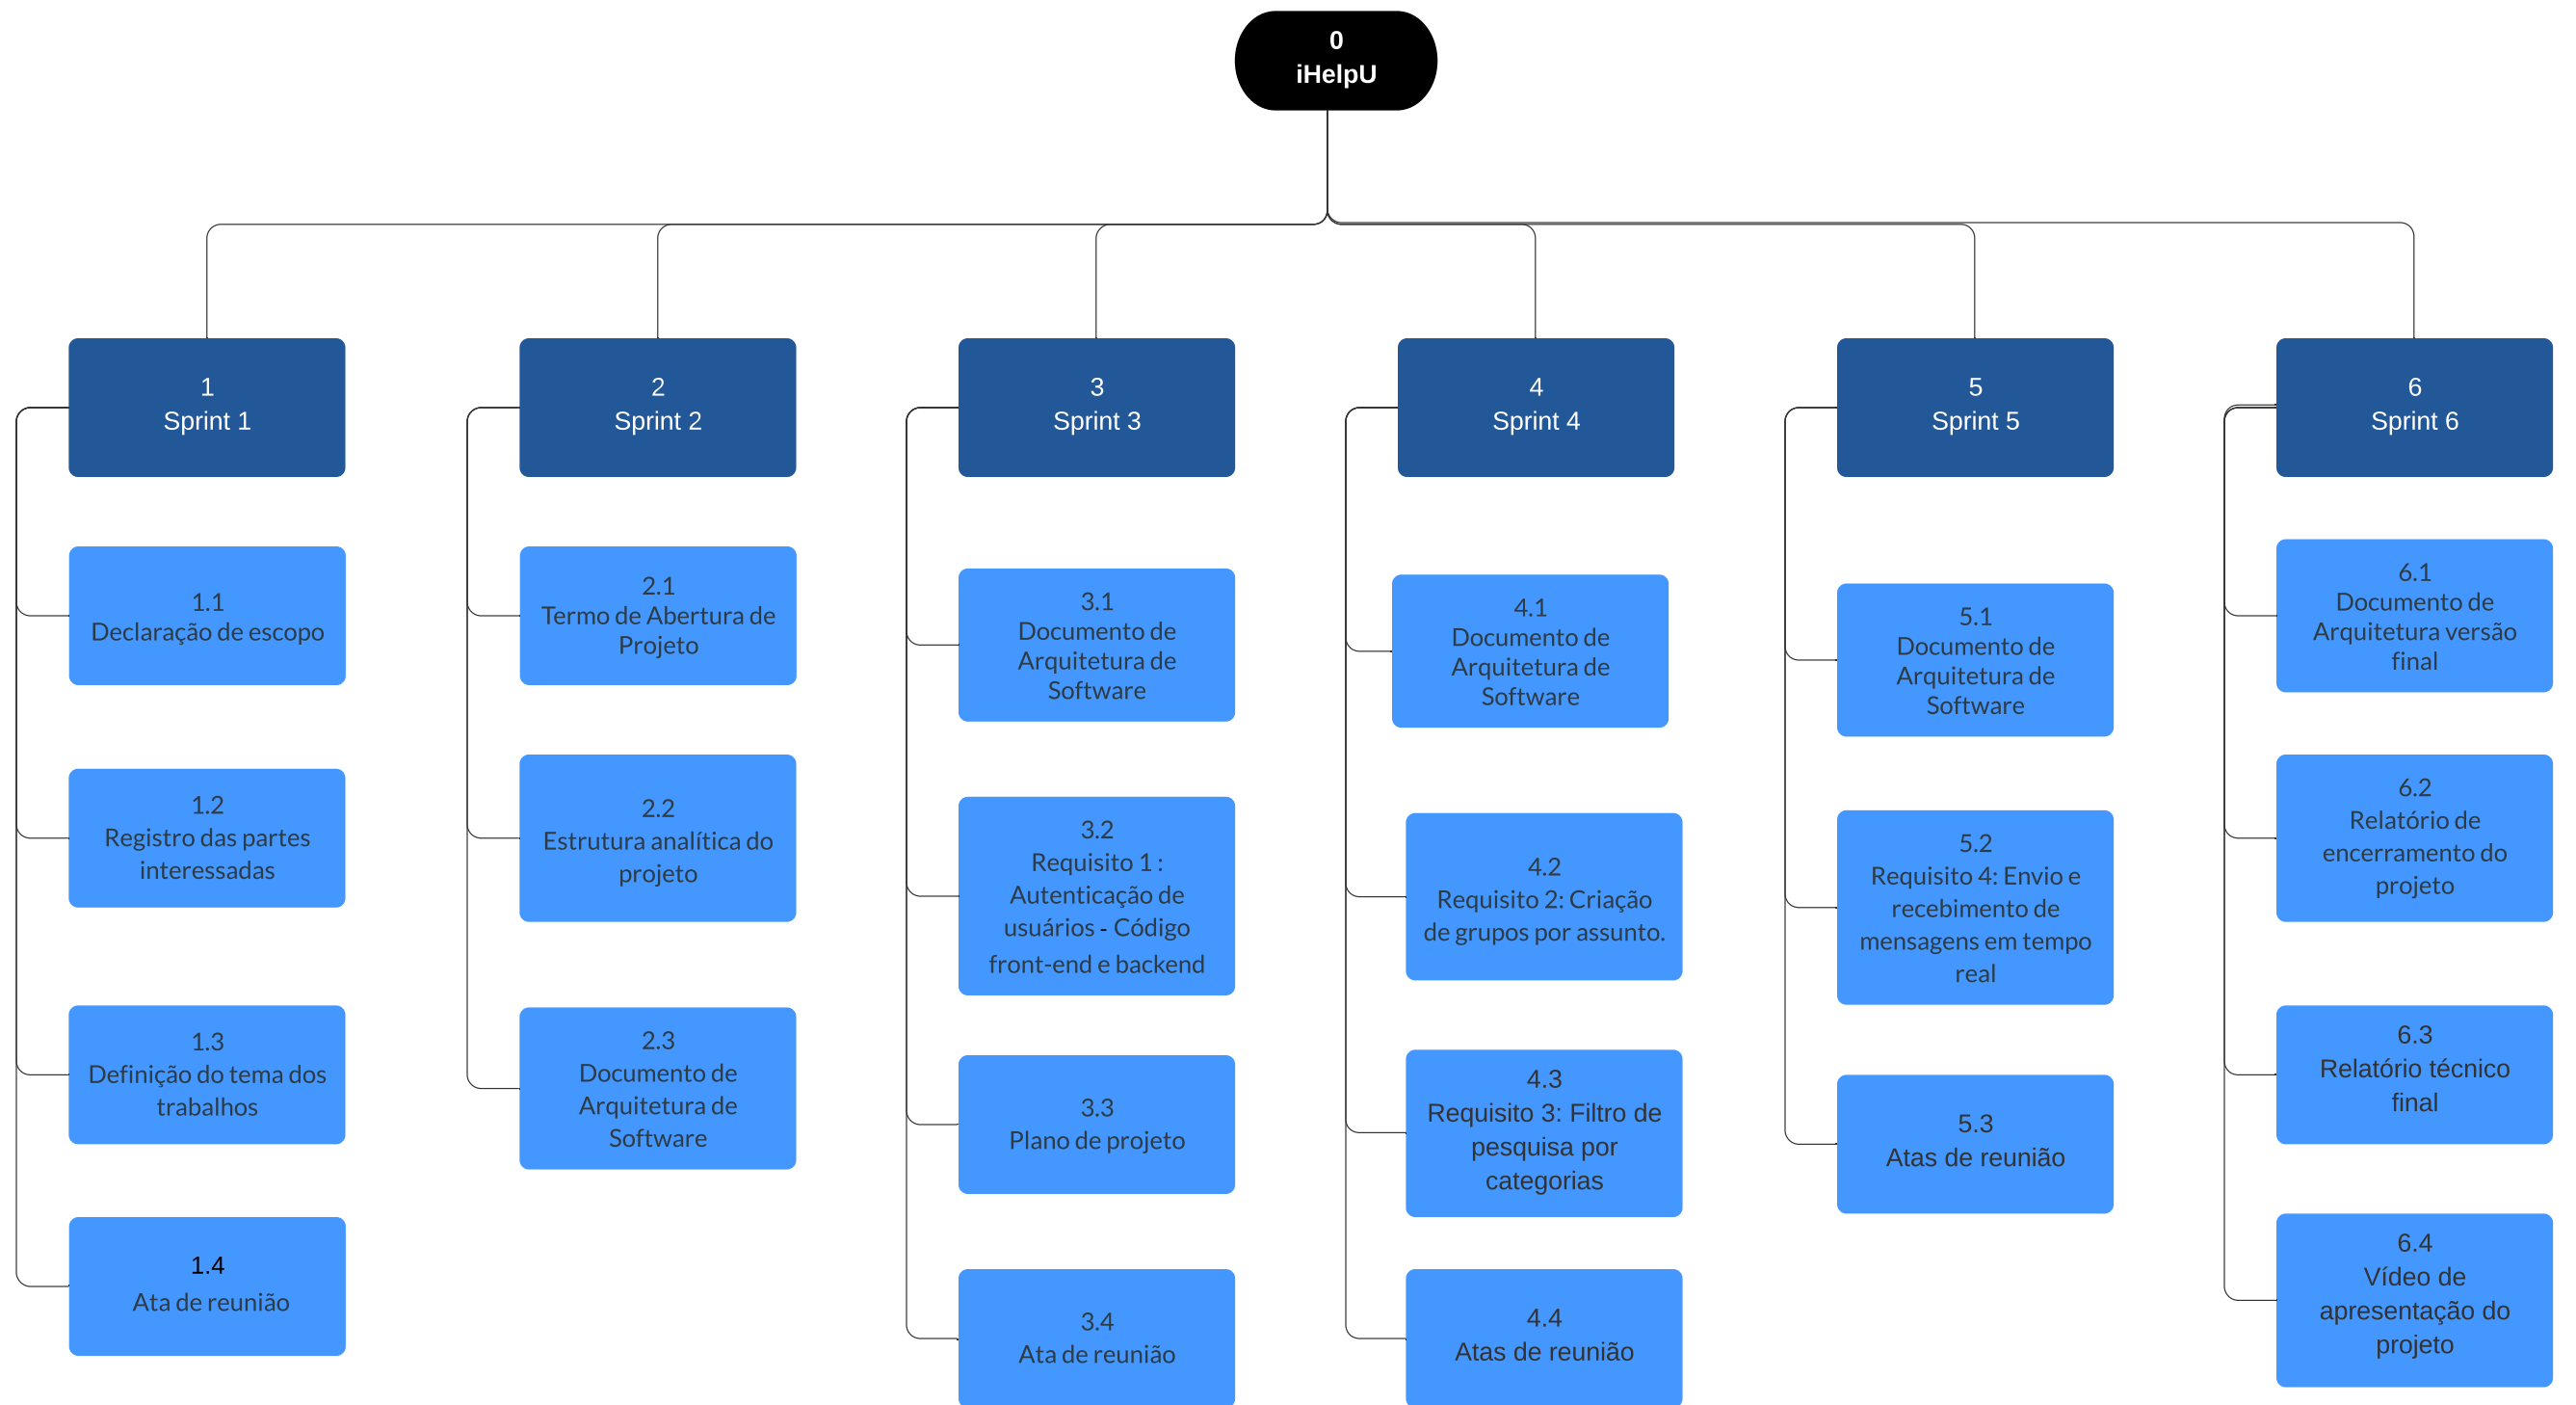 0
iHelpU
1
Sprint 1
1.1
Declaração de escopo
1.2
Registro das partes
interessadas
1.3
Definição do tema dos
trabalhos
1.4
Ata de reunião
2
Sprint 2
2.1
Termo de Abertura de
Projeto
2.2
Estrutura analítica do
projeto
2.3
Documento de
Arquitetura de
Software
3
Sprint 3
3.1
Documento de
Arquitetura de
Software
3.2
Requisito 1 :
Autenticação de
usuários - Código
front-end e backend
3.3
Plano de projeto
3.4
Ata de reunião
4
Sprint 4
4.1
Documento de
Arquitetura de
Software
4.2
Requisito 2: Criação
de grupos por assunto.
4.3
Requisito 3: Filtro de
pesquisa por
categorias
4.4
Atas de reunião
5
Sprint 5
5.1
Documento de
Arquitetura de
Software
5.2
Requisito 4: Envio e
recebimento de
mensagens em tempo
real
5.3
Atas de reunião
6
Sprint 6
6.1
Documento de
Arquitetura versão
final
6.2
Relatório de
encerramento do
projeto
6.3
Relatório técnico
final
6.4
Vídeo de
apresentação do
projeto